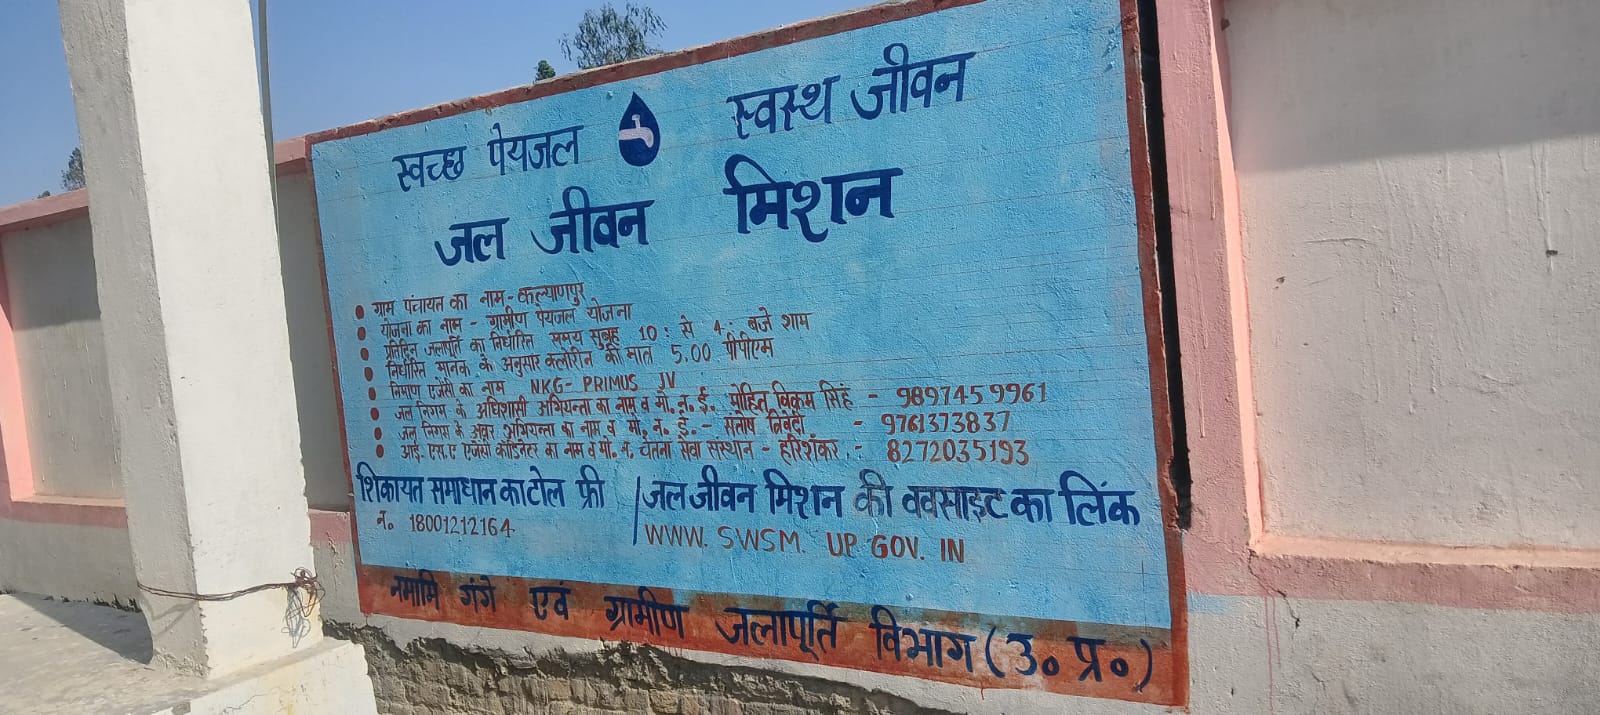 स्वच्छ पेयजल स्वस्थ जीवन
जल जीवन मिशन
ग्राम पंचायत का नाम - कल्याणपुर
योजना का नाम - ग्रामीण पेयजल योजना
प्रतिदिन जलापूर्ति का निर्धारित समय सुबह 10: से 4: बजे शाम
निर्धारित मानक के अनुसार क्लोरीन की मात 5.00 पीपीएम
निर्माण एजेंसी का नाम NKG- PRIMUS JV
जल निगम के अधिशासी अभियन्ता का नाम व मो. न. ई. मोहित विक्रम सिहं - 9897459961
जल निगम के अवर अभियन्ता का नाम व मो. न. ई. - संतोष त्रिवेदी - 9761373837
आई. एस. ए एजेंसी कोर्डिनेटर का नाम व मो. न. चेतना सेवा संस्थान - हरिशंकर. - 8272035193
शिकायत समाधान का टोल फ्री / जल जीवन मिशन की ववसाइट का लिंक
न. 18001212164 WWW. SWSM. UP GOV. IN
नमामि गंगे एवं ग्रामीण जलापूर्ति विभाग (उ. प्र.)